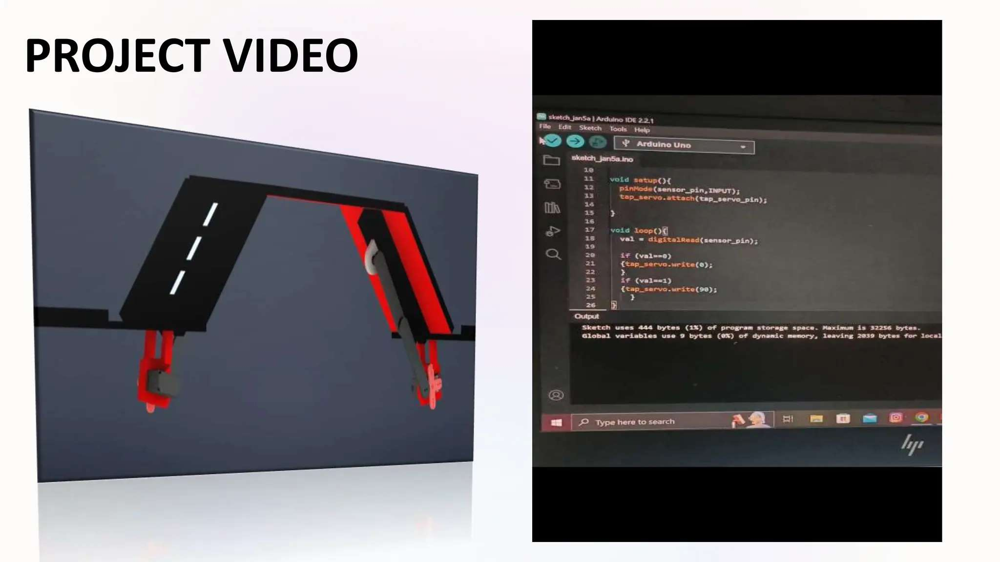 PROJECT VIDEO
sketch_jan5a | Arduino IDE 2.2.1
File Edit Sketch Tools Help
Arduino Uno
sketch_jan5a.ino
10
11 void setup(){
12 pinMode(sensor_pin,INPUT);
13 tap_servo.attach(tap_servo_pin);
14
15 }
16
17 void loop(){
18 val = digitalRead(sensor_pin);
19
20 if (val==0)
21 {tap_servo.write(0);
22 }
23 if (val==1)
24 {tap_servo.write(90);
25 }
26 }
Output
Sketch uses 444 bytes (1%) of program storage space. Maximum is 32256 bytes.
Global variables use 9 bytes (0%) of dynamic memory, leaving 2039 bytes for local
Type here to search
hp